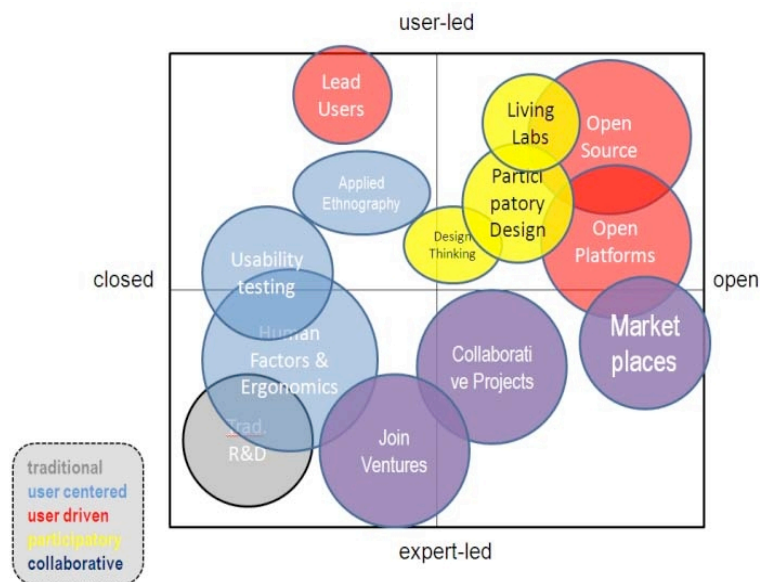 user-led
Lead
Users
Living
Labs
Open
Source
Applied
Ethnography
Partici
patory
Design
Design
Thinking
Open
Platforms
Usability
testing
closed
open
Human
Factors &
Ergonomics
Collaborati
ve Projects
Market
places
Trad.
R&D
Join
Ventures
traditional
user centered
user driven
participatory
collaborative
expert-led